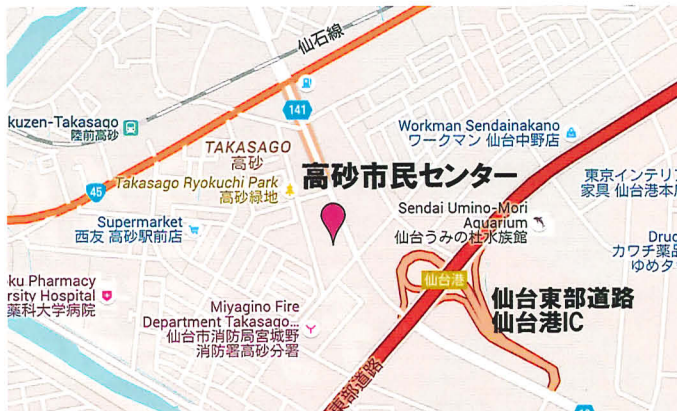 仙石線
141
kuzen-Takasago
陸前高砂
TAKASAGO
高砂
Workman Sendainakano
ワークマン 仙台中野店
45
Takasago Ryokuchi Park
高砂緑地
高砂市民センター
東京インテリア
家具 仙台港本店
Supermarket
西友 高砂駅前店
Sendai Umino-Mori
Aquarium
仙台うみの杜水族館
Druc
カワチ薬品
ゆめタ
仙台港
ku Pharmacy
rsity Hospital
薬科大学病院
仙台東部道路
仙台港IC
Miyagino Fire
Department Takasago...
仙台市消防局宮城野
消防署高砂分署
東部道路